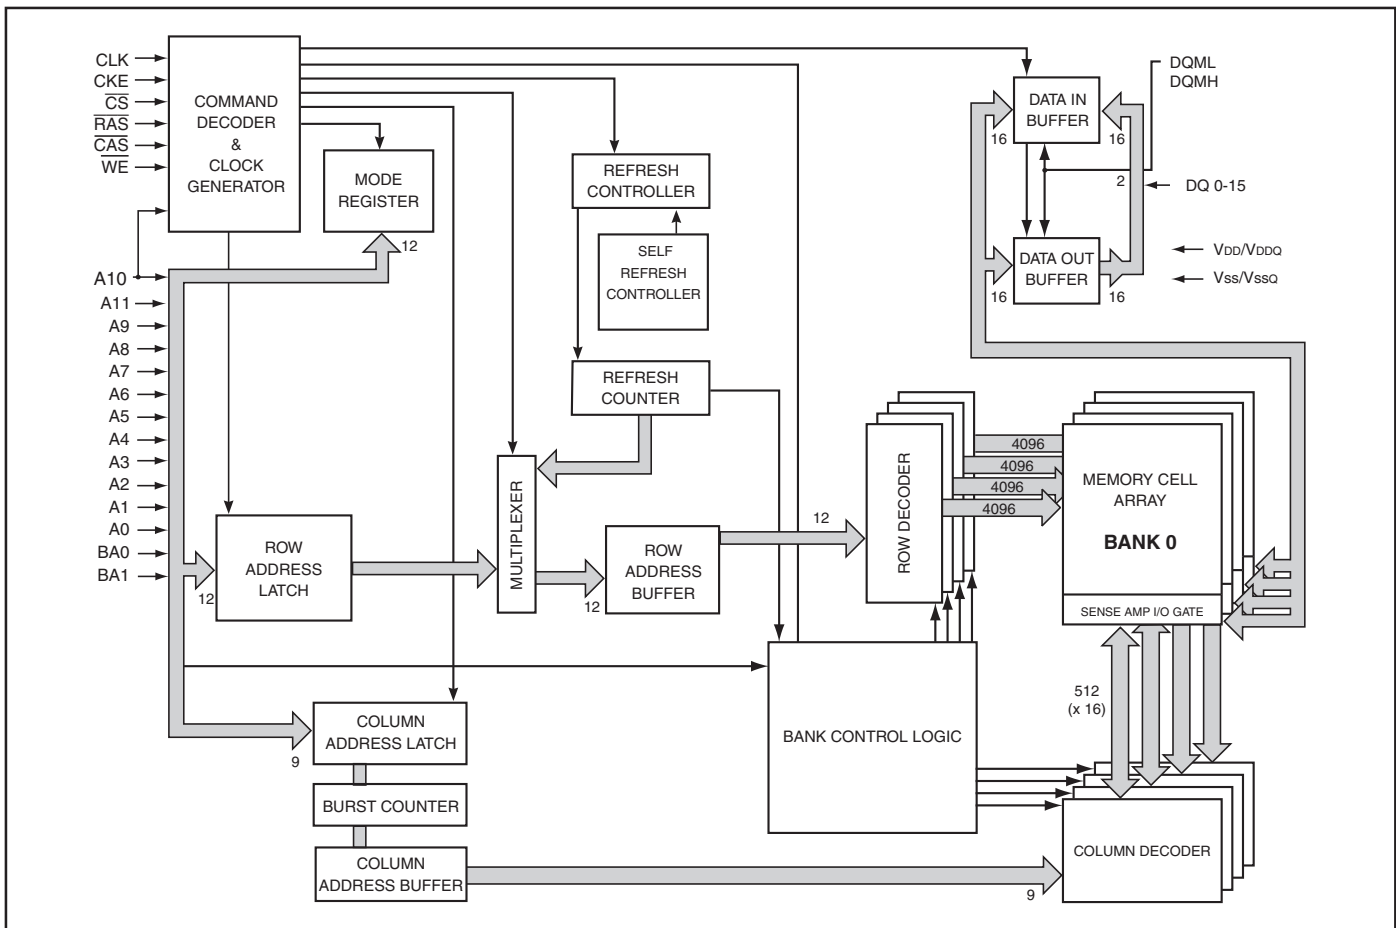 CLK
CKE
CS
RAS
CAS
WE
A10
A11
A9
A8
A7
A6
A5
A4
A3
A2
A1
A0
BA0
BA1
COMMAND
DECODER
&
CLOCK
GENERATOR
MODE
REGISTER
12
REFRESH
CONTROLLER
SELF
REFRESH
CONTROLLER
REFRESH
COUNTER
DATA IN
BUFFER
16
16
DQML
DQMH
2
DQ 0-15
DATA OUT
BUFFER
16
16
VDD/VDDQ
Vss/VssQ
ROW
ADDRESS
LATCH
12
MULTIPLEXER
12
ROW
ADDRESS
BUFFER
12
ROW DECODER
4096
4096
4096
4096
MEMORY CELL
ARRAY
BANK 0
SENSE AMP I/O GATE
512
(x 16)
BANK CONTROL LOGIC
COLUMN
ADDRESS LATCH
9
BURST COUNTER
COLUMN
ADDRESS BUFFER
9
COLUMN DECODER